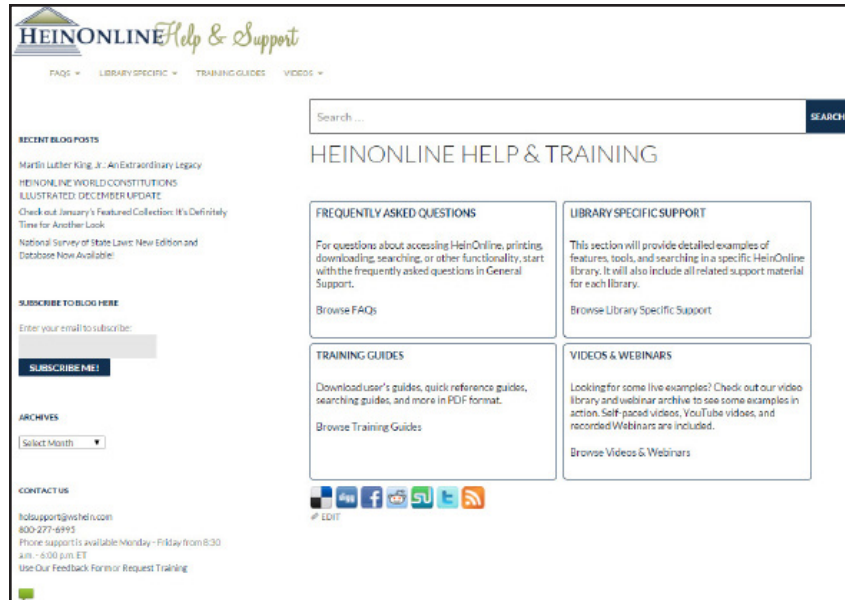 HEINONLINE Help & Support
FAQS LIBRARY SPECIFIC TRAINING GUIDES VIDEOS
Search ...
SEARCH
RECENT BLOG POSTS
Martin Luther King, Jr.: An Extraordinary Legacy
HEINONLINE WORLD CONSTITUTIONS
ILLUSTRATED: DECEMBER UPDATE
Check out January's Featured Collection: It's Definitely
Time for Another Look
National Survey of State Laws: New Edition and
Database Now Available!
SUBSCRIBE TO BLOG HERE
Enter your email to subscribe:
SUBSCRIBE ME!
ARCHIVES
Select Month
CONTACT US
holsupport@wshein.com
800-277-6995
Phone support is available Monday - Friday from 8:30
a.m. - 6:00 p.m. ET
Use Our Feedback Form or Request Training
HEINONLINE HELP & TRAINING
FREQUENTLY ASKED QUESTIONS
For questions about accessing HeinOnline, printing,
downloading, searching, or other functionality, start
with the frequently asked questions in General
Support.
Browse FAQs
LIBRARY SPECIFIC SUPPORT
This section will provide detailed examples of
features, tools, and searching in a specific HeinOnline
library. It will also include all related support material
for each library.
Browse Library Specific Support
TRAINING GUIDES
Download user's guides, quick reference guides,
searching guides, and more in PDF format.
Browse Training Guides
VIDEOS & WEBINARS
Looking for some live examples? Check out our video
library and webinar archive to see some examples in
action. Self-paced videos, YouTube vidoes, and
recorded Webinars are included.
Browse Videos & Webinars
digg
EDIT